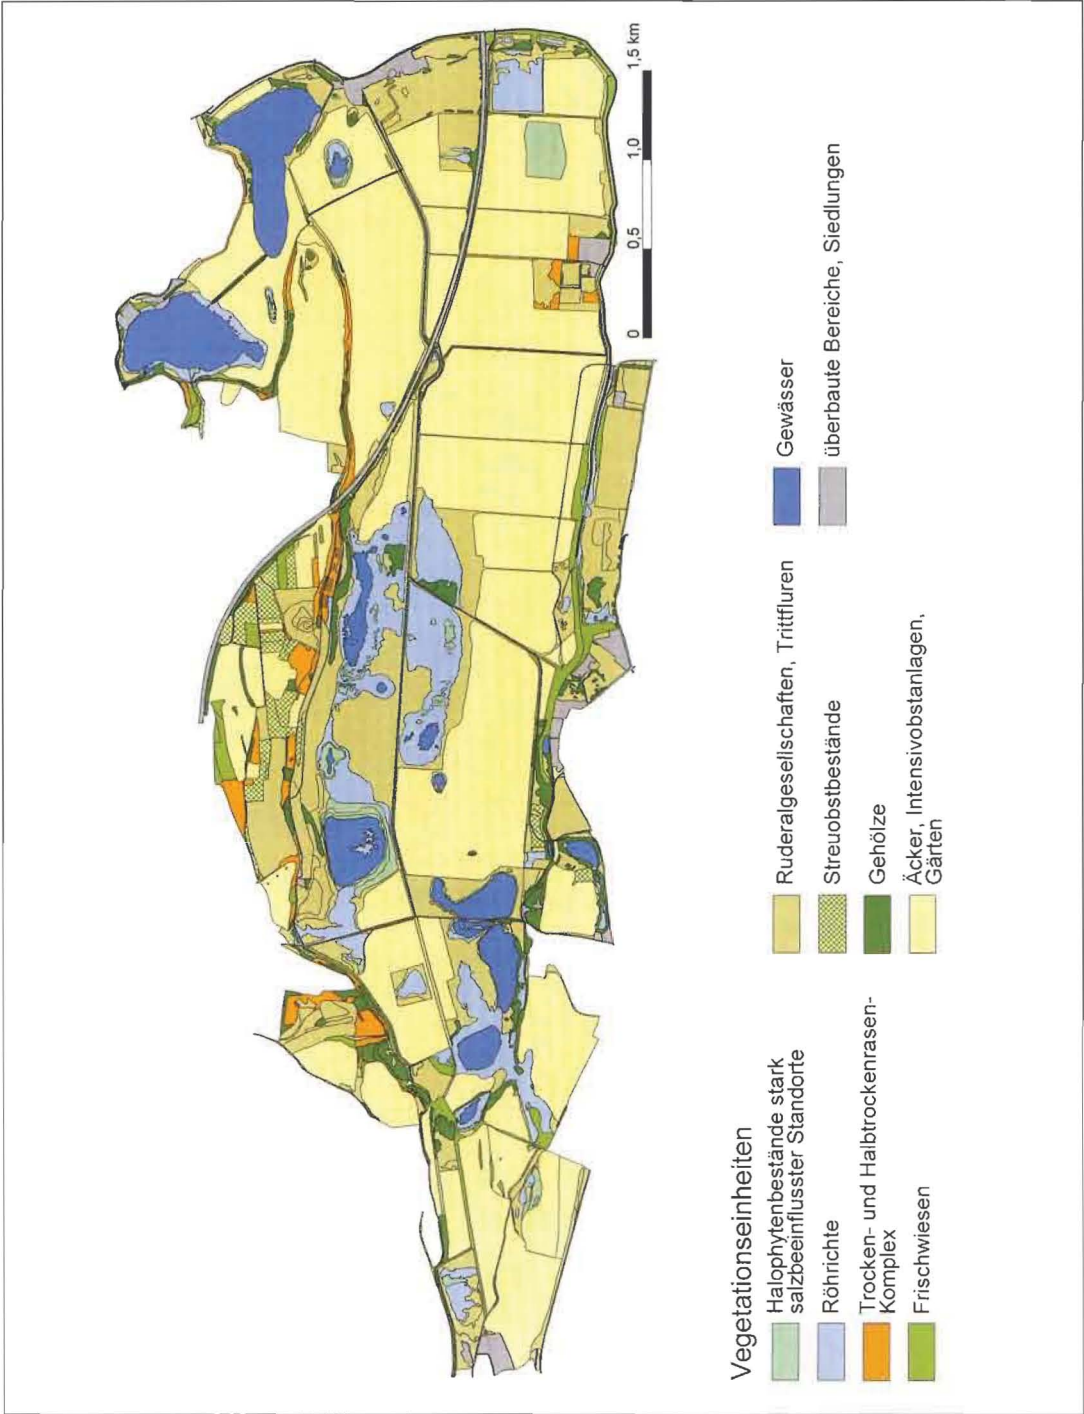 0 0,5 1,0 1,5 km
Vegetationseinheiten
Halophytenbestände stark
salzbeeinflusster Standorte
Röhrichte
Trocken- und Halbtrockenrasen-
Komplex
Frischwiesen
Ruderalgesellschaften, Trittfluren
Streuobstbestände
Gehölze
Äcker, Intensivobstanlagen,
Gärten
Gewässer
überbaute Bereiche, Siedlungen